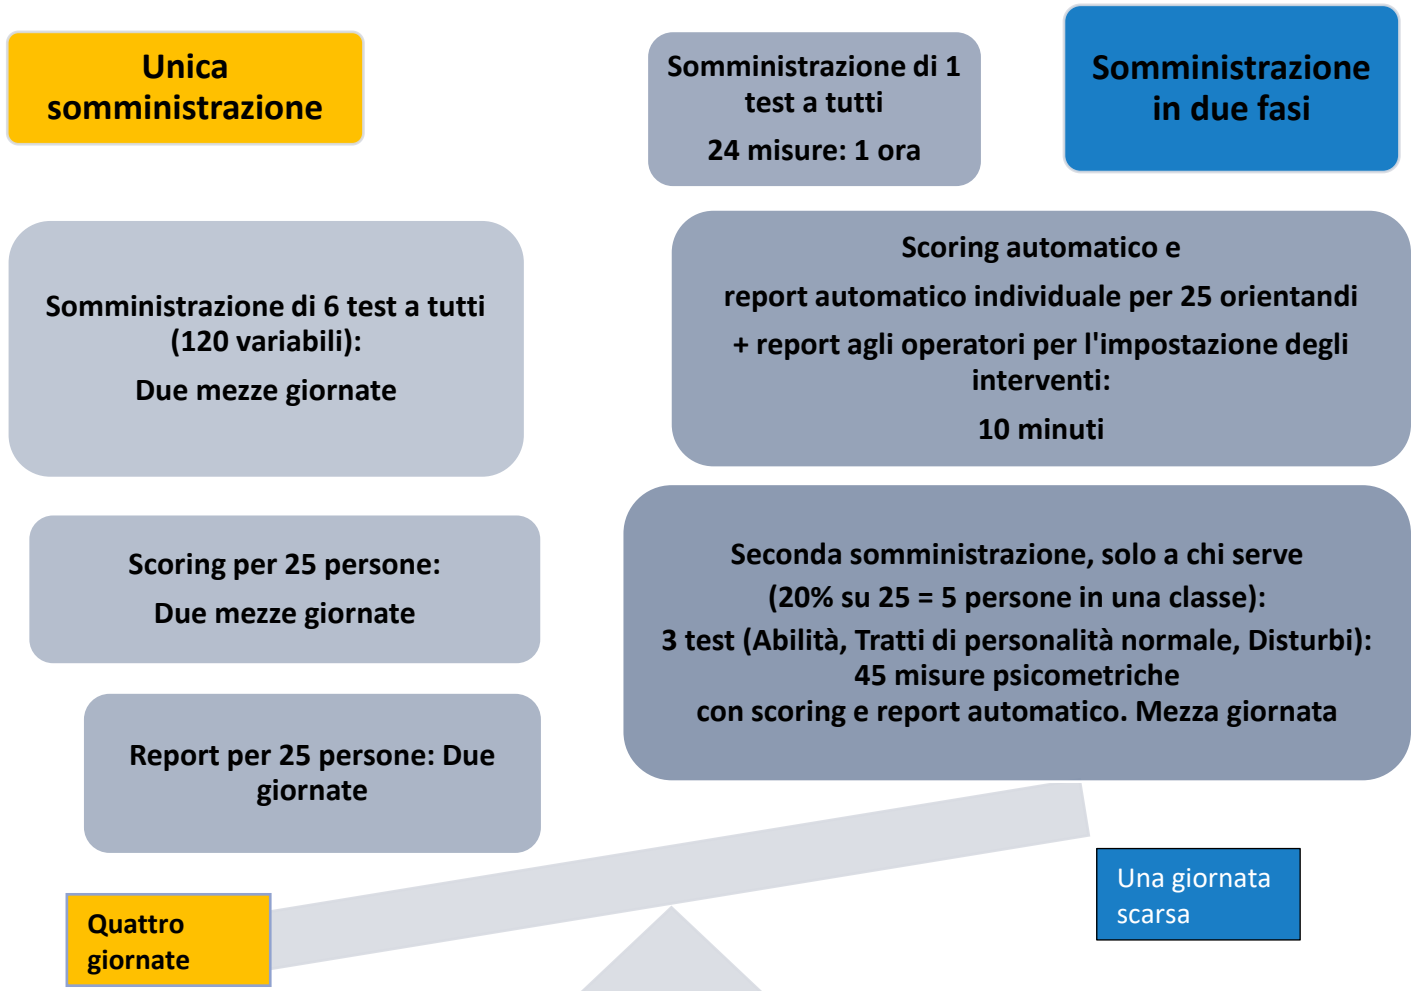 Unica
somministrazione
Somministrazione di 6 test a tutti
(120 variabili):
Due mezze giornate
Scoring per 25 persone:
Due mezze giornate
Report per 25 persone: Due
giornate
Quattro
giornate
Somministrazione di 1
test a tutti
24 misure: 1 ora
Somministrazione
in due fasi
Scoring automatico e
report automatico individuale per 25 orientandi
+ report agli operatori per l'impostazione degli
interventi:
10 minuti
Seconda somministrazione, solo a chi serve
(20% su 25 = 5 persone in una classe):
3 test (Abilità, Tratti di personalità normale, Disturbi):
45 misure psicometriche
con scoring e report automatico. Mezza giornata
Una giornata
scarsa